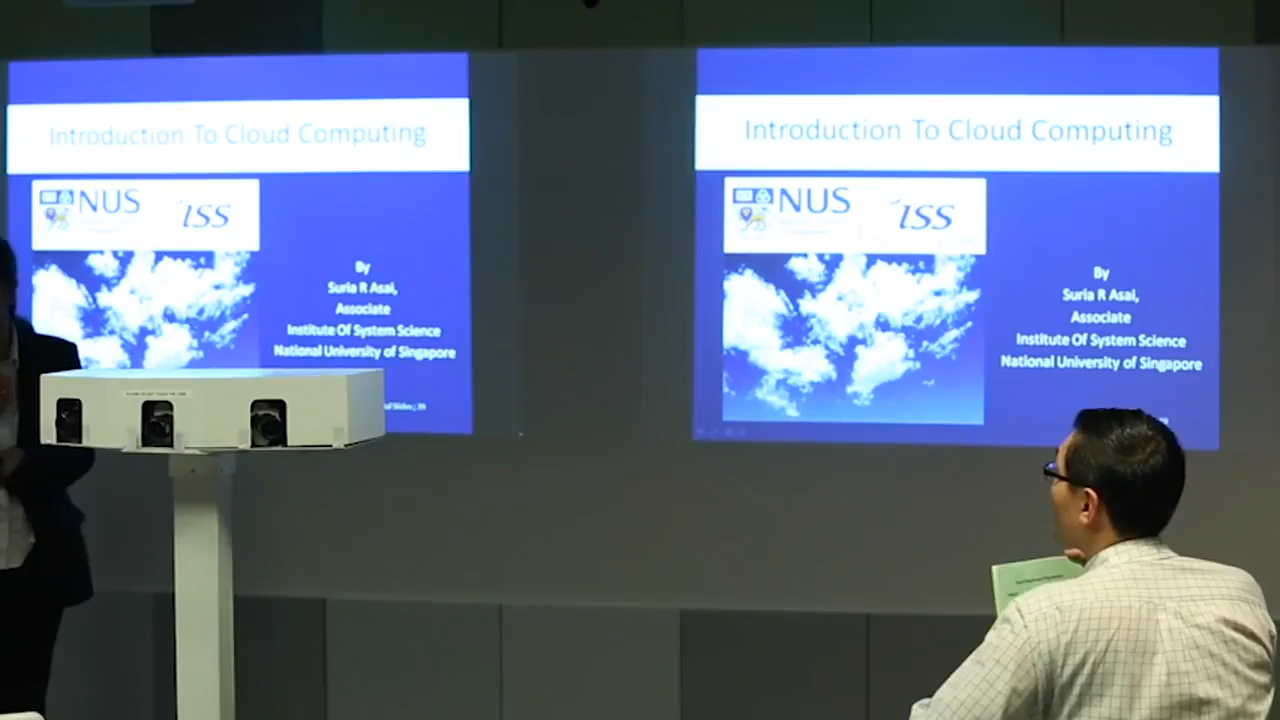 Introduction To Cloud Computing
NUS
ISS
By
Suria R Asai,
Associate
Institute Of System Science
National University of Singapore
Introduction To Cloud Computing
NUS
ISS
By
Suria R Asai,
Associate
Institute Of System Science
National University of Singapore